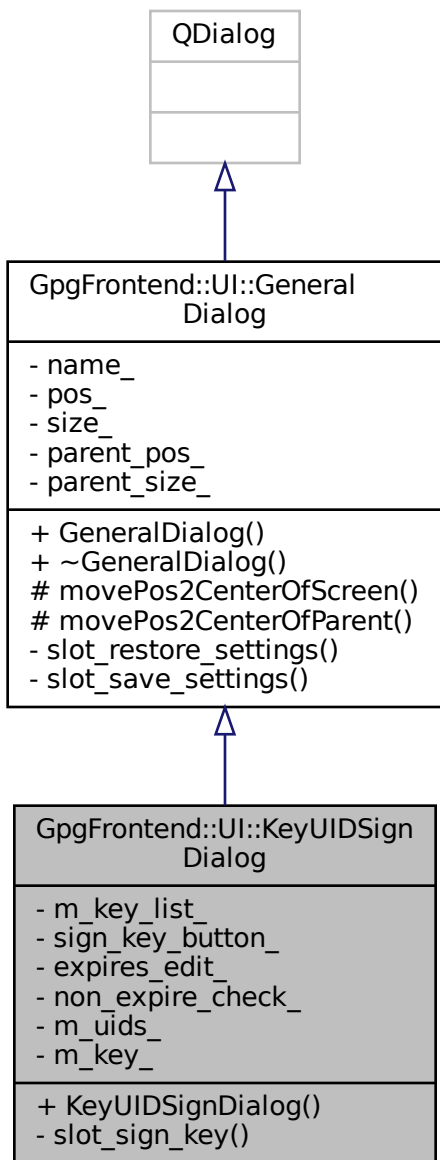 QDialog
GpgFrontend::UI::General
Dialog
- name_
- pos_
- size_
- parent_pos_
- parent_size_
+ GeneralDialog()
+ ~GeneralDialog()
# movePos2CenterOfScreen()
# movePos2CenterOfParent()
- slot_restore_settings()
- slot_save_settings()
GpgFrontend::UI::KeyUIDSign
Dialog
- m_key_list_
- sign_key_button_
- expires_edit_
- non_expire_check_
- m_uids_
- m_key_
+ KeyUIDSignDialog()
- slot_sign_key()